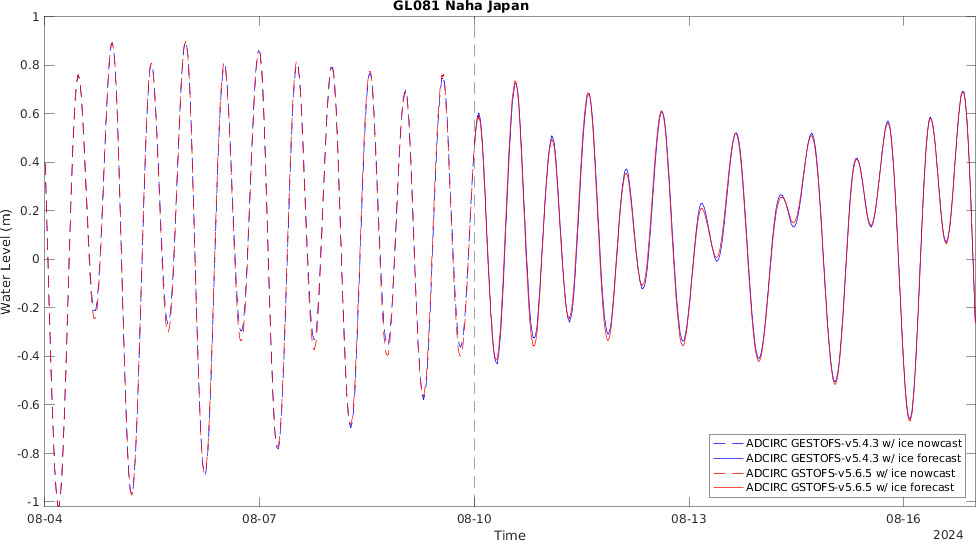 GL081 Naha Japan
1
0.8
0.6
0.4
0.2
0
-0.2
-0.4
-0.6
-0.8
-1
Water Level (m)
ADCIRC GESTOFS-v5.4.3 w/ ice nowcast
ADCIRC GESTOFS-v5.4.3 w/ ice forecast
ADCIRC GSTOFS-v5.6.5 w/ ice nowcast
ADCIRC GSTOFS-v5.6.5 w/ ice forecast
08-04 08-07 08-10 08-13 08-16
Time
2024